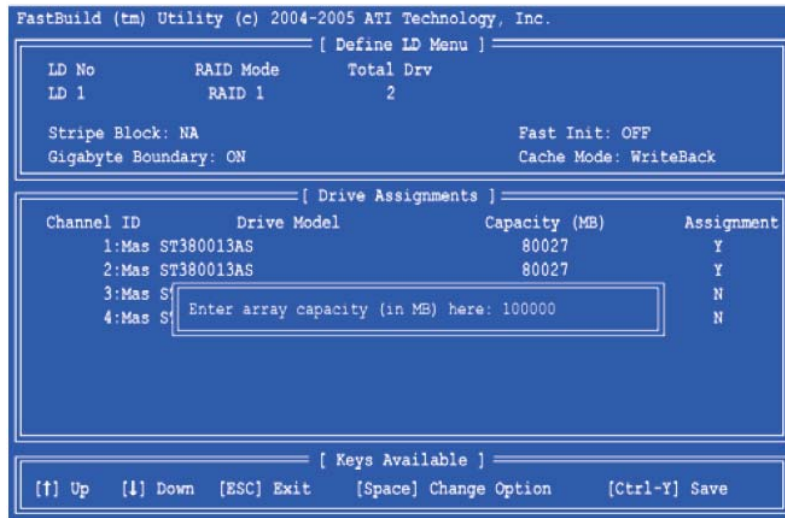 FastBuild (tm) Utility (c) 2004-2005 ATI Technology, Inc.
[ Define LD Menu ]
LD No RAID Mode Total Drv
LD 1 RAID 1 2
Stripe Block: NA Fast Init: OFF
Gigabyte Boundary: ON Cache Mode: WriteBack
[ Drive Assignments ]
Channel ID Drive Model Capacity (MB) Assignment
1:Mas ST380013AS 80027 Y
2:Mas ST380013AS 80027 Y
3:Mas N
Enter array capacity (in MB) here: 100000
4:Mas N
[ Keys Available ]
[↑] Up [↓] Down [ESC] Exit [Space] Change Option [Ctrl-Y] Save